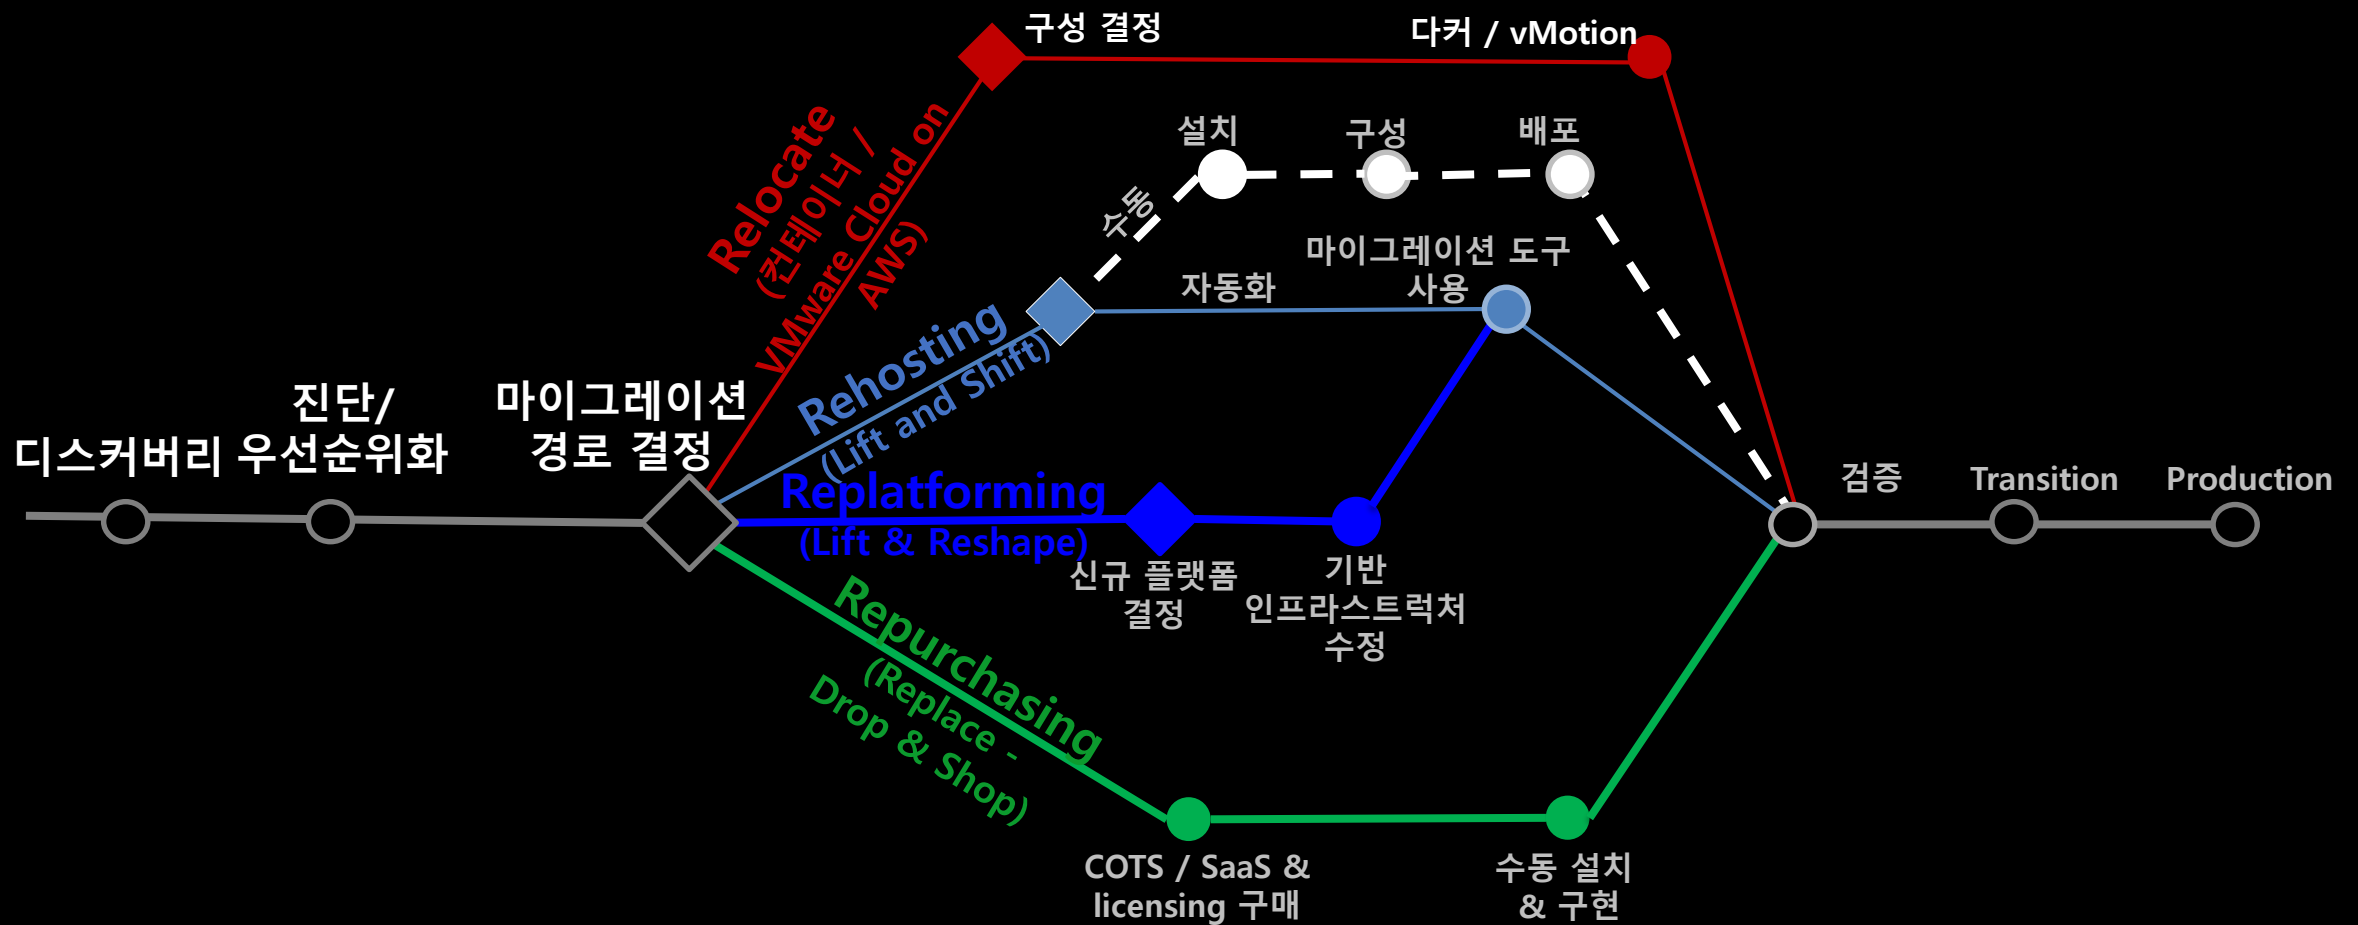 구성 결정
다커 / vMotion
Relocate
(컨테이너 /
VMware Cloud on
AWS)
설치
구성
배포
수동
마이그레이션 도구
사용
자동화
Rehosting
(Lift and Shift)
진단/
우선순위화
디스커버리
마이그레이션
경로 결정
Replatforming
(Lift & Reshape)
신규 플랫폼
결정
기반
인프라스트럭처
수정
검증
Transition
Production
Repurchasing
(Replace -
Drop & Shop)
COTS / SaaS &
licensing 구매
수동 설치
& 구현